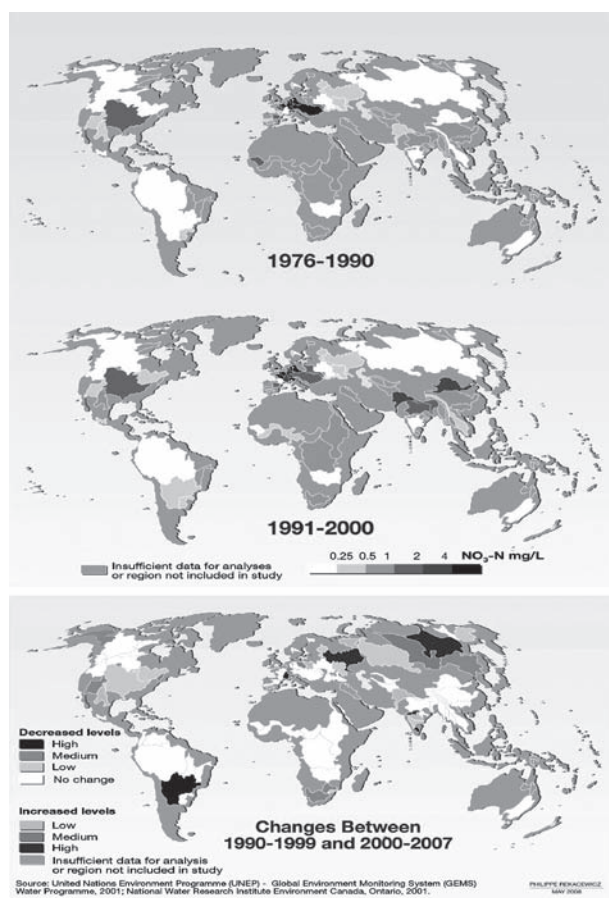 1976-1990
1991-2000
Insufficient data for analyses
or region not included in study
0.25 0.5 1 2 4 NO3-N mg/L
Decreased levels
High
Medium
Low
No change
Increased levels
Low
Medium
High
Insufficient data for analysis
or region not included in study
Changes Between
1990-1999 and 2000-2007
Source: United Nations Environment Programme (UNEP) - Global Environment Monitoring System (GEMS)
Water Programme, 2001; National Water Research Institute Environment Canada, Ontario, 2001.
PHILIPPE REKACEWICZ
MAY 2008